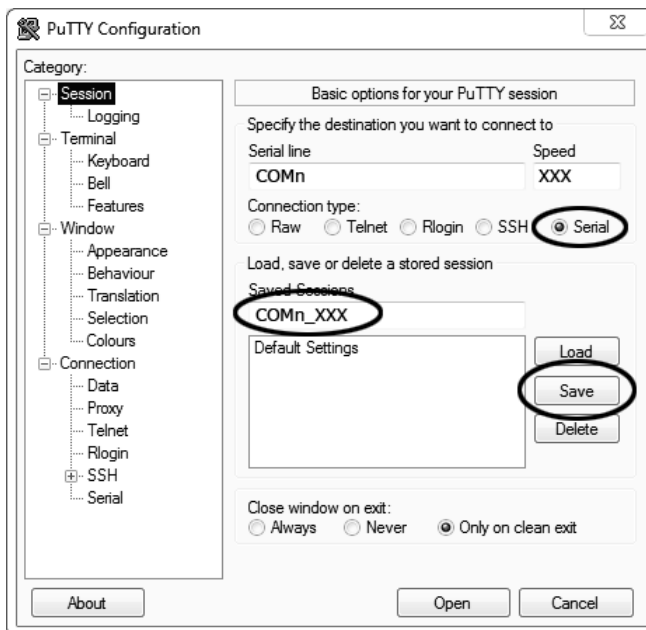 PuTTY Configuration
Category:
Session
Logging
Terminal
Keyboard
Bell
Features
Window
Appearance
Behaviour
Translation
Selection
Colours
Connection
Data
Proxy
Telnet
Rlogin
SSH
Serial
Basic options for your PuTTY session
Specify the destination you want to connect to
Serial line Speed
COMn XXX
Connection type:
Raw Telnet Rlogin SSH Serial
Load, save or delete a stored session
Saved Sessions
COMn_XXX
Default Settings
Load
Save
Delete
Close window on exit:
Always Never Only on clean exit
About Open Cancel